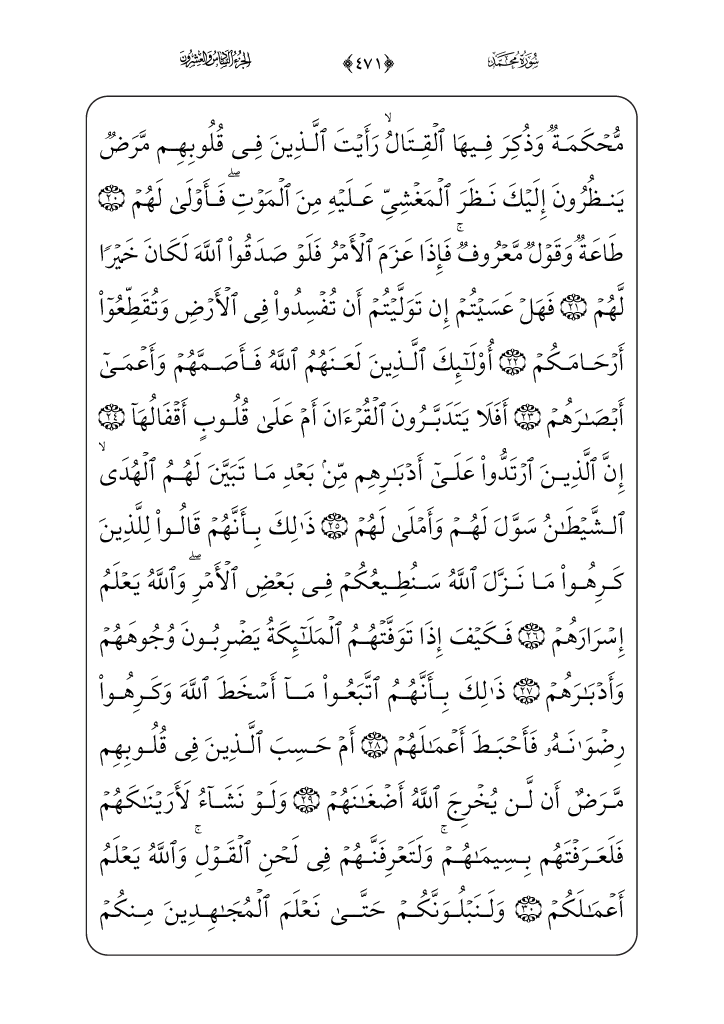 سُورَةُ مُحَمَّدٍ ﴿٤٧١﴾ الجُزْءُ السَّادِسُ وَالعِشْرُونَ
مُّحۡكَمَةٞ وَذُكِرَ فِيهَا ٱلۡقِتَالُۙ رَأَيۡتَ ٱلَّذِينَ فِي قُلُوبِهِم مَّرَضٞ
يَنظُرُونَ إِلَيۡكَ نَظَرَ ٱلۡمَغۡشِيِّ عَلَيۡهِ مِنَ ٱلۡمَوۡتِۖ فَأَوۡلَىٰ لَهُمۡ ٢٠
طَاعَةٞ وَقَوۡلٞ مَّعۡرُوفٞۚ فَإِذَا عَزَمَ ٱلۡأَمۡرُ فَلَوۡ صَدَقُواْ ٱللَّهَ لَكَانَ خَيۡرٗا
لَّهُمۡ ٢١ فَهَلۡ عَسَيۡتُمۡ إِن تَوَلَّيۡتُمۡ أَن تُفۡسِدُواْ فِي ٱلۡأَرۡضِ وَتُقَطِّعُوٓاْ
أَرۡحَامَكُمۡ ٢٢ أُوْلَٰٓئِكَ ٱلَّذِينَ لَعَنَهُمُ ٱللَّهُ فَأَصَمَّهُمۡ وَأَعۡمَىٰٓ
أَبۡصَٰرَهُمۡ ٢٣ أَفَلَا يَتَدَبَّرُونَ ٱلۡقُرۡءَانَ أَمۡ عَلَىٰ قُلُوبٍ أَقۡفَالُهَآ ٢٤
إِنَّ ٱلَّذِينَ ٱرۡتَدُّواْ عَلَىٰٓ أَدۡبَٰرِهِم مِّنۢ بَعۡدِ مَا تَبَيَّنَ لَهُمُ ٱلۡهُدَىۙ
ٱلشَّيۡطَٰنُ سَوَّلَ لَهُمۡ وَأَمۡلَىٰ لَهُمۡ ٢٥ ذَٰلِكَ بِأَنَّهُمۡ قَالُواْ لِلَّذِينَ
كَرِهُواْ مَا نَزَّلَ ٱللَّهُ سَنُطِيعُكُمۡ فِي بَعۡضِ ٱلۡأَمۡرِۖ وَٱللَّهُ يَعۡلَمُ
إِسۡرَارَهُمۡ ٢٦ فَكَيۡفَ إِذَا تَوَفَّتۡهُمُ ٱلۡمَلَٰٓئِكَةُ يَضۡرِبُونَ وُجُوهَهُمۡ
وَأَدۡبَٰرَهُمۡ ٢٧ ذَٰلِكَ بِأَنَّهُمُ ٱتَّبَعُواْ مَآ أَسۡخَطَ ٱللَّهَ وَكَرِهُواْ
رِضۡوَٰنَهُۥ فَأَحۡبَطَ أَعۡمَٰلَهُمۡ ٢٨ أَمۡ حَسِبَ ٱلَّذِينَ فِي قُلُوبِهِم
مَّرَضٌ أَن لَّن يُخۡرِجَ ٱللَّهُ أَضۡغَٰنَهُمۡ ٢٩ وَلَوۡ نَشَآءُ لَأَرَيۡنَٰكَهُمۡ
فَلَعَرَفۡتَهُم بِسِيمَٰهُمۡۚ وَلَتَعۡرِفَنَّهُمۡ فِي لَحۡنِ ٱلۡقَوۡلِۚ وَٱللَّهُ يَعۡلَمُ
أَعۡمَٰلَكُمۡ ٣٠ وَلَنَبۡلُوَنَّكُمۡ حَتَّىٰ نَعۡلَمَ ٱلۡمُجَٰهِدِينَ مِنكُمۡ